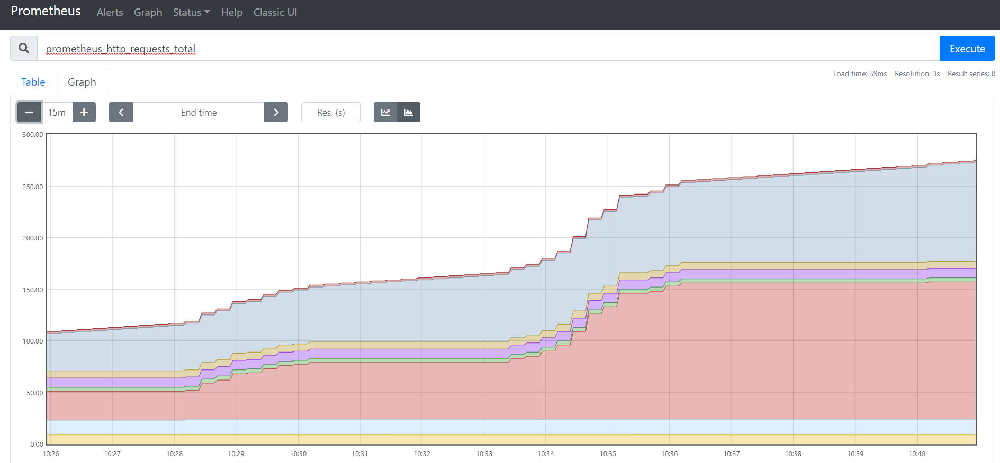 Prometheus Alerts Graph Status Help Classic UI
prometheus_http_requests_total Execute
Load time: 39ms Resolution: 3s Result series: 8
Table Graph
15m End time Res. (s)
300.00
250.00
200.00
150.00
100.00
50.00
0.00
10:26 10:27 10:28 10:29 10:30 10:31 10:32 10:33 10:34 10:35 10:36 10:37 10:38 10:39 10:40